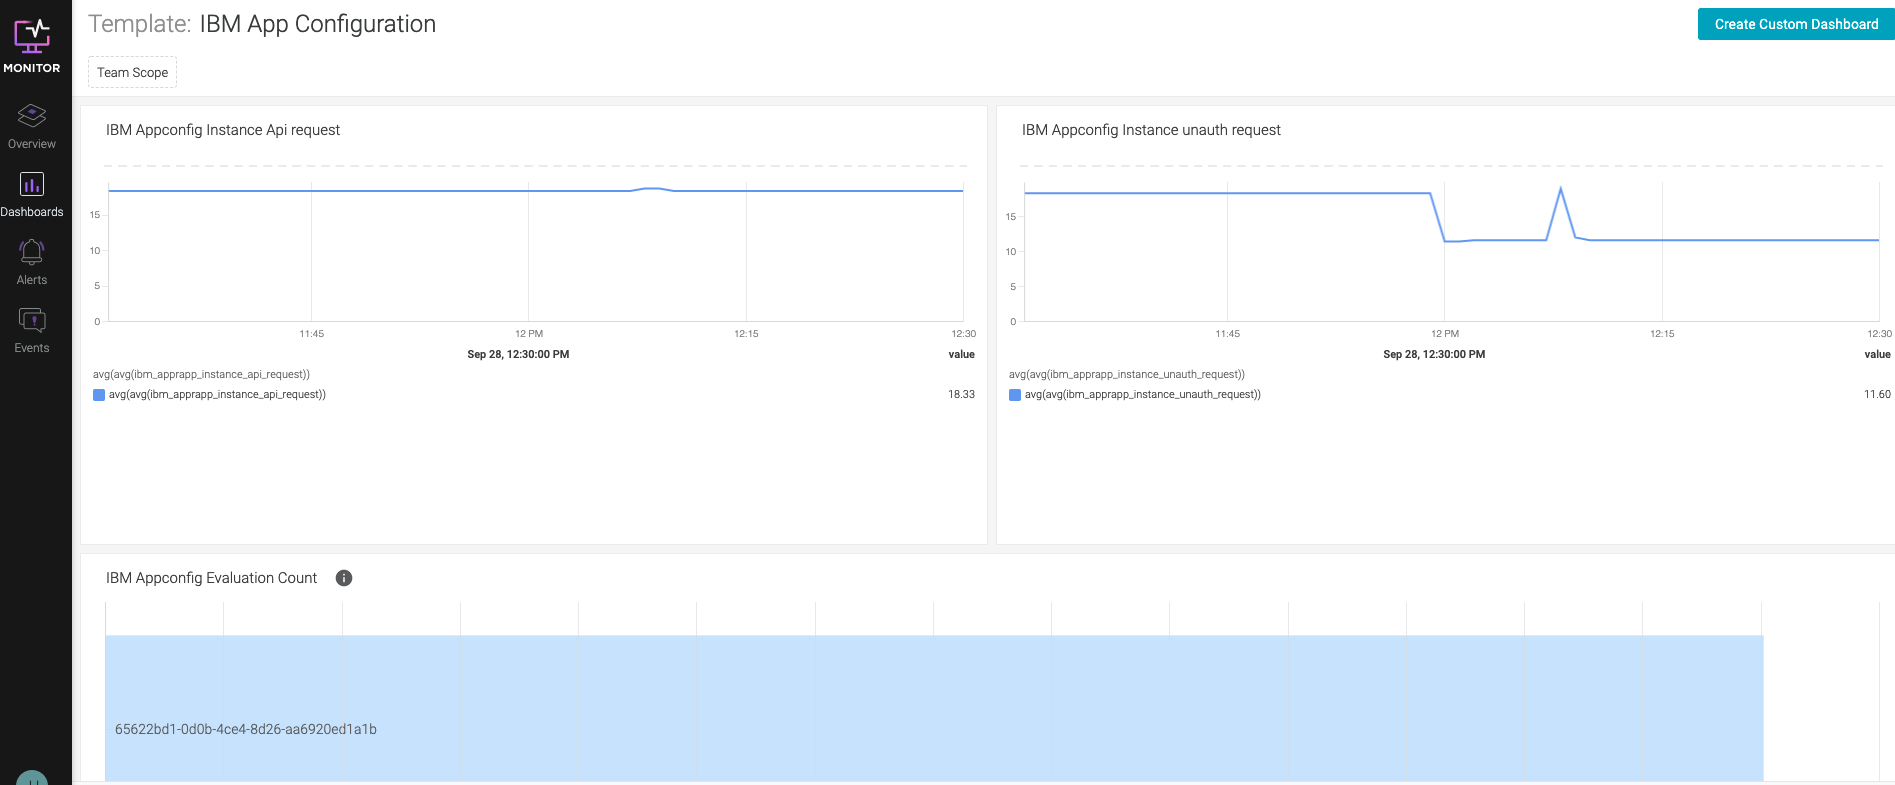 MONITOR
Overview
Dashboards
Alerts
Events
Template: IBM App Configuration
Create Custom Dashboard
Team Scope
IBM Appconfig Instance Api request
15
10
5
0
11:45
12 PM
12:15
12:30
Sep 28, 12:30:00 PM
value
avg(avg(ibm_apprapp_instance_api_request))
avg(avg(ibm_apprapp_instance_api_request))
18.33
IBM Appconfig Instance unauth request
15
10
5
0
11:45
12 PM
12:15
12:30
Sep 28, 12:30:00 PM
value
avg(avg(ibm_apprapp_instance_unauth_request))
avg(avg(ibm_apprapp_instance_unauth_request))
11.60
IBM Appconfig Evaluation Count
65622bd1-0d0b-4ce4-8d26-aa6920ed1a1b